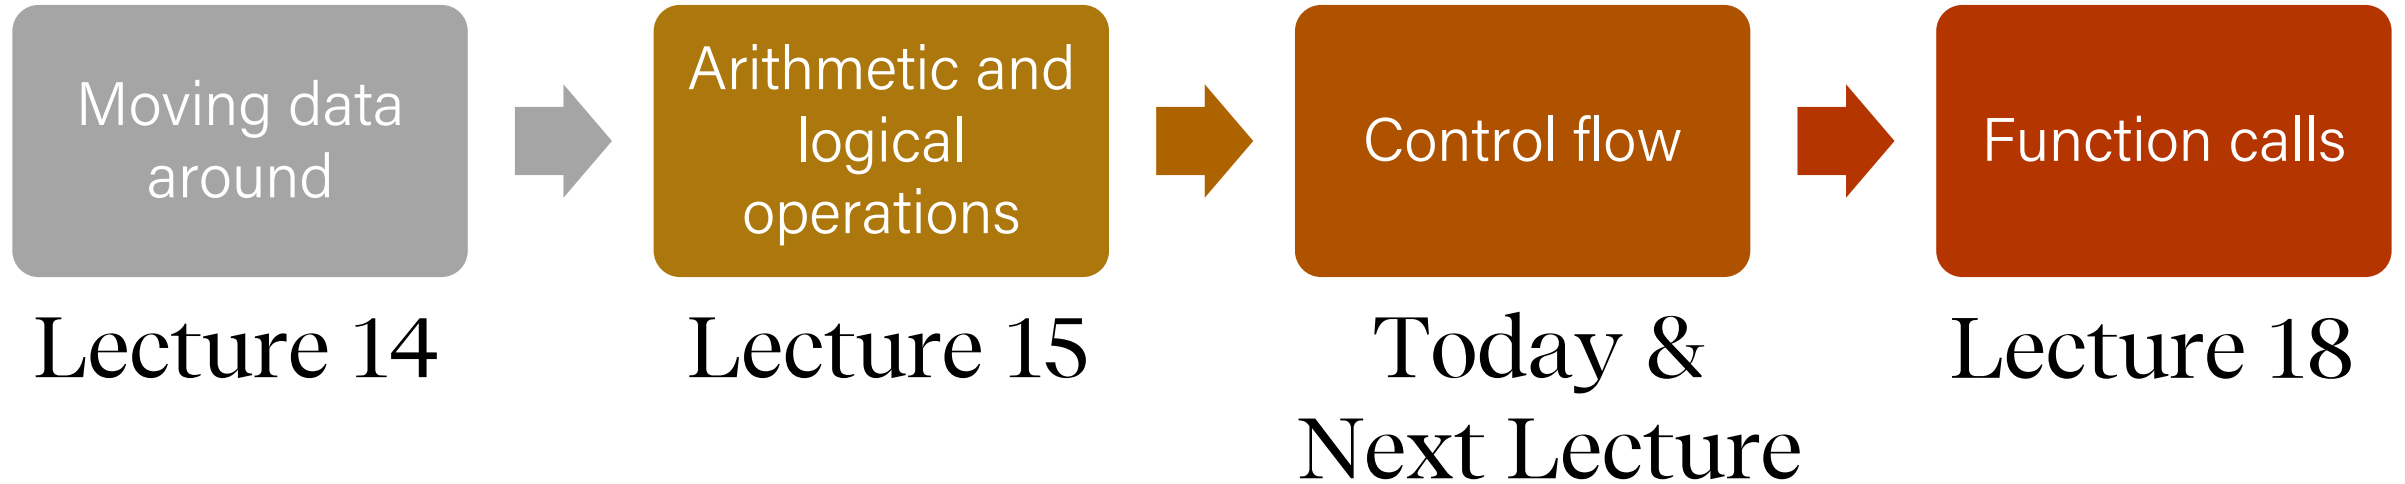 Moving data
around
Arithmetic and
logical
operations
Control flow
Function calls
Lecture 14
Lecture 15
Today &
Next Lecture
Lecture 18